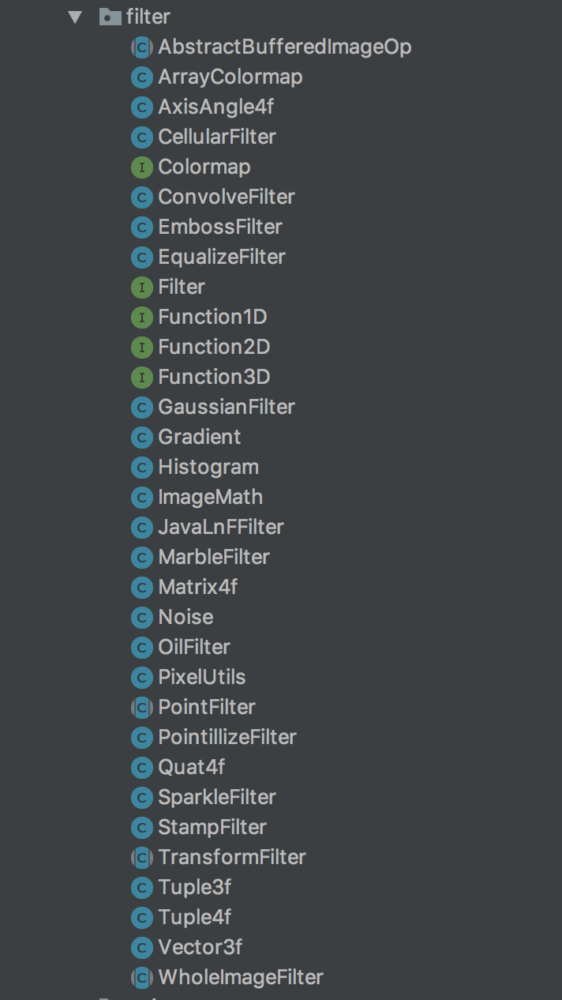 filter
AbstractBufferedImageOp
ArrayColormap
AxisAngle4f
CellularFilter
Colormap
ConvolveFilter
EmbossFilter
EqualizeFilter
Filter
Function1D
Function2D
Function3D
GaussianFilter
Gradient
Histogram
ImageMath
JavaLnFFilter
MarbleFilter
Matrix4f
Noise
OilFilter
PixelUtils
PointFilter
PointillizeFilter
Quat4f
SparkleFilter
StampFilter
TransformFilter
Tuple3f
Tuple4f
Vector3f
WholeImageFilter